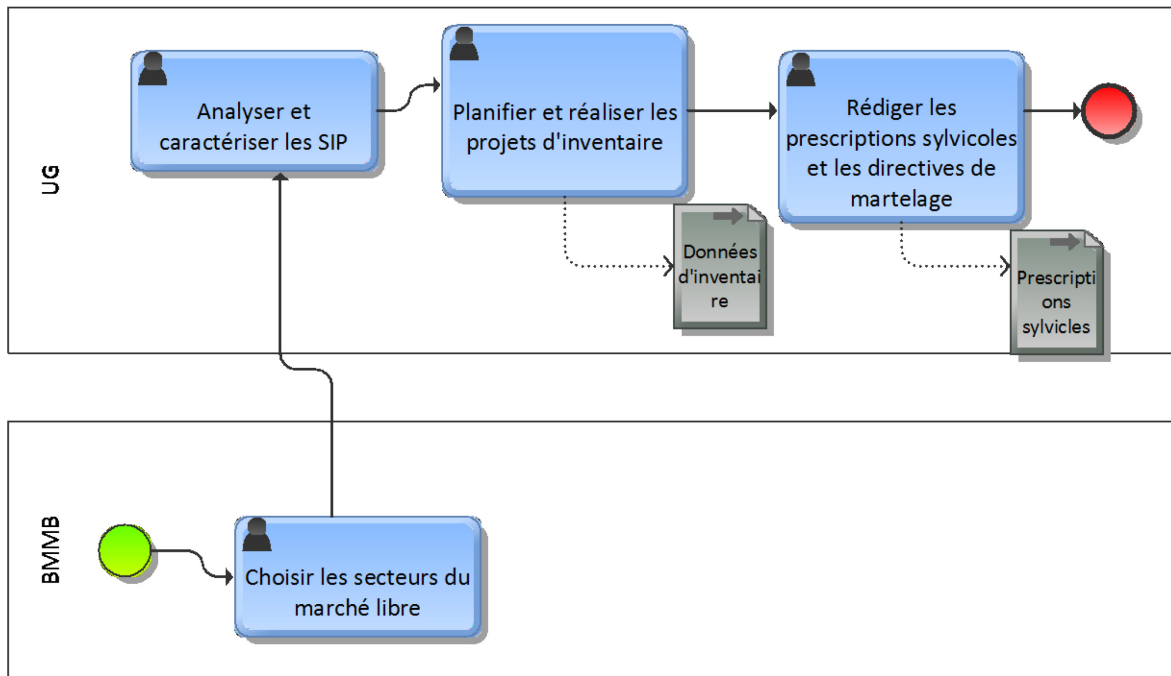 UG
Analyser et
caractériser les SIP
Planifier et réaliser les
projets d'inventaire
Rédiger les
prescriptions sylvicoles
et les directives de
martelage
Données
d'inventai
re
Prescripti
ons
sylvicles
BMMB
Choisir les secteurs du
marché libre